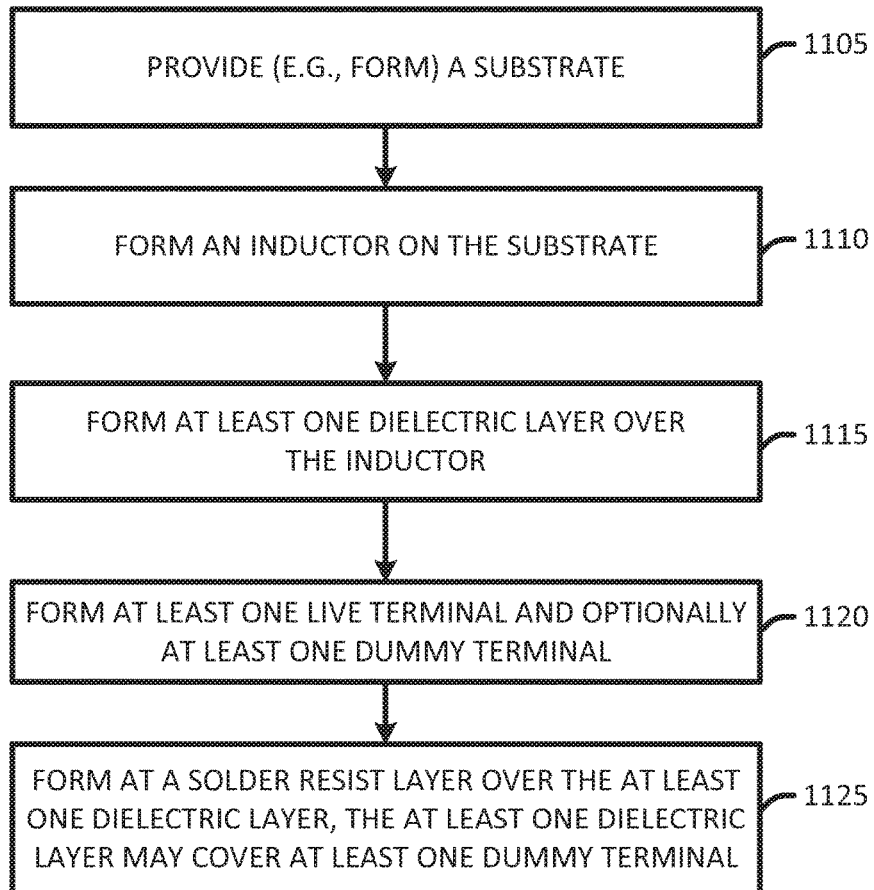 PROVIDE (E.G., FORM) A SUBSTRATE
1105
FORM AN INDUCTOR ON THE SUBSTRATE
1110
FORM AT LEAST ONE DIELECTRIC LAYER OVER
THE INDUCTOR
1115
FORM AT LEAST ONE LIVE TERMINAL AND OPTIONALLY
AT LEAST ONE DUMMY TERMINAL
1120
FORM AT A SOLDER RESIST LAYER OVER THE AT LEAST
ONE DIELECTRIC LAYER, THE AT LEAST ONE DIELECTRIC
LAYER MAY COVER AT LEAST ONE DUMMY TERMINAL
1125